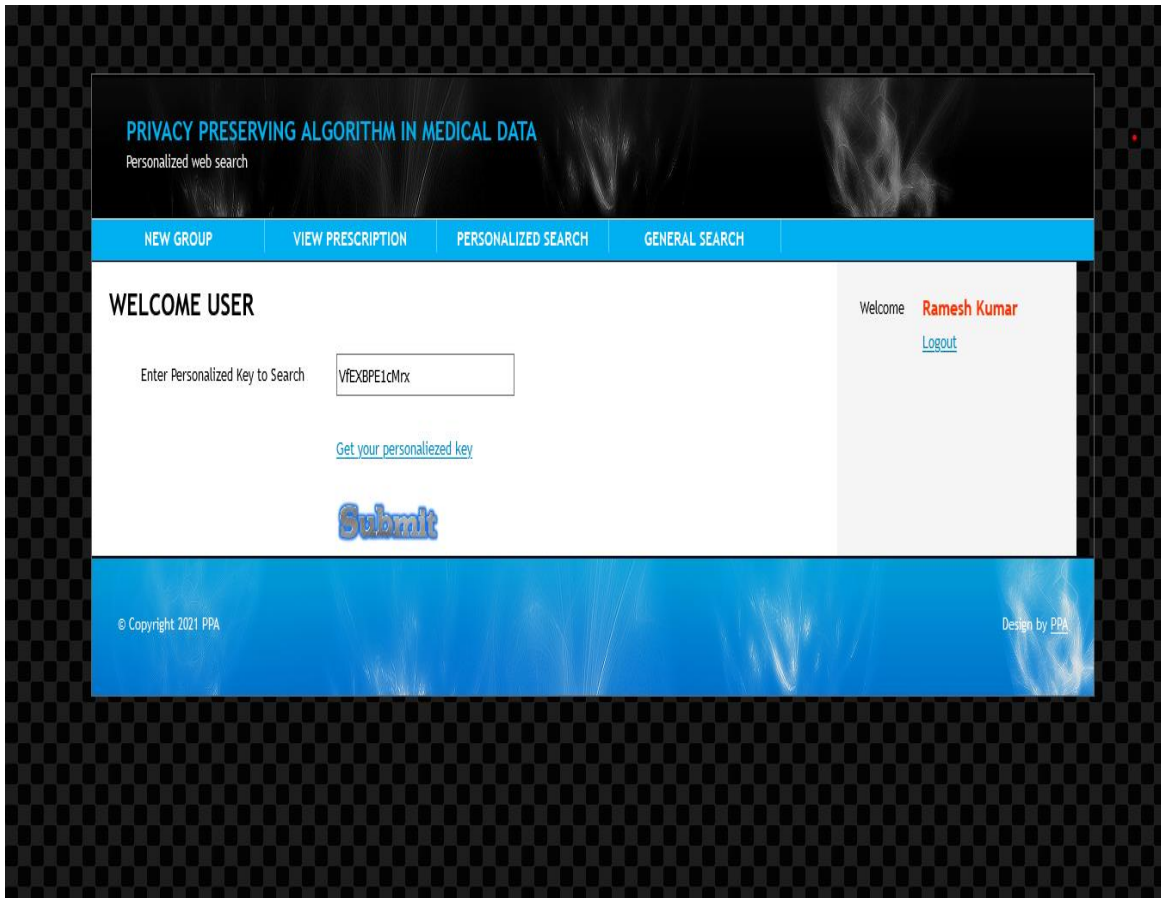 PRIVACY PRESERVING ALGORITHM IN MEDICAL DATA
Personalized web search
NEW GROUP VIEW PRESCRIPTION PERSONALIZED SEARCH GENERAL SEARCH
WELCOME USER
Welcome Ramesh Kumar
Logout
Enter Personalized Key to Search VfEXBPE1cMrx
Get your personaliezed key
Submit
© Copyright 2021 PPA Design by PPA